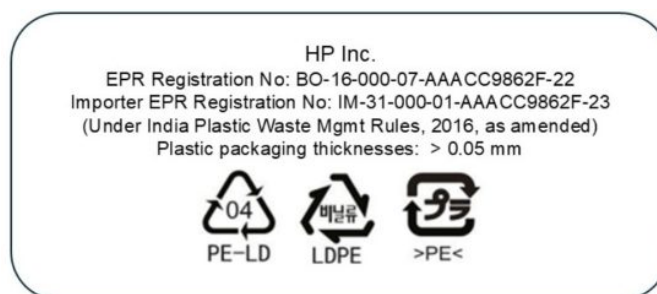 HP Inc.
EPR Registration No: BO-16-000-07-AAACC9862F-22
Importer EPR Registration No: IM-31-000-01-AAACC9862F-23
(Under India Plastic Waste Mgmt Rules, 2016, as amended)
Plastic packaging thicknesses: > 0.05 mm
04 비닐류 プラ
PE-LD LDPE >PE<